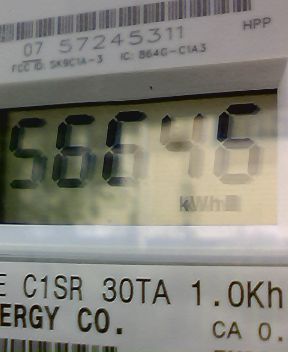 HPP
07 57245311
FCC ID: SK9C1A-3 IC: 864G-C1A3
56646
kWh
E C1SR 30TA 1.0Kh
ERGY CO.
CA 0.